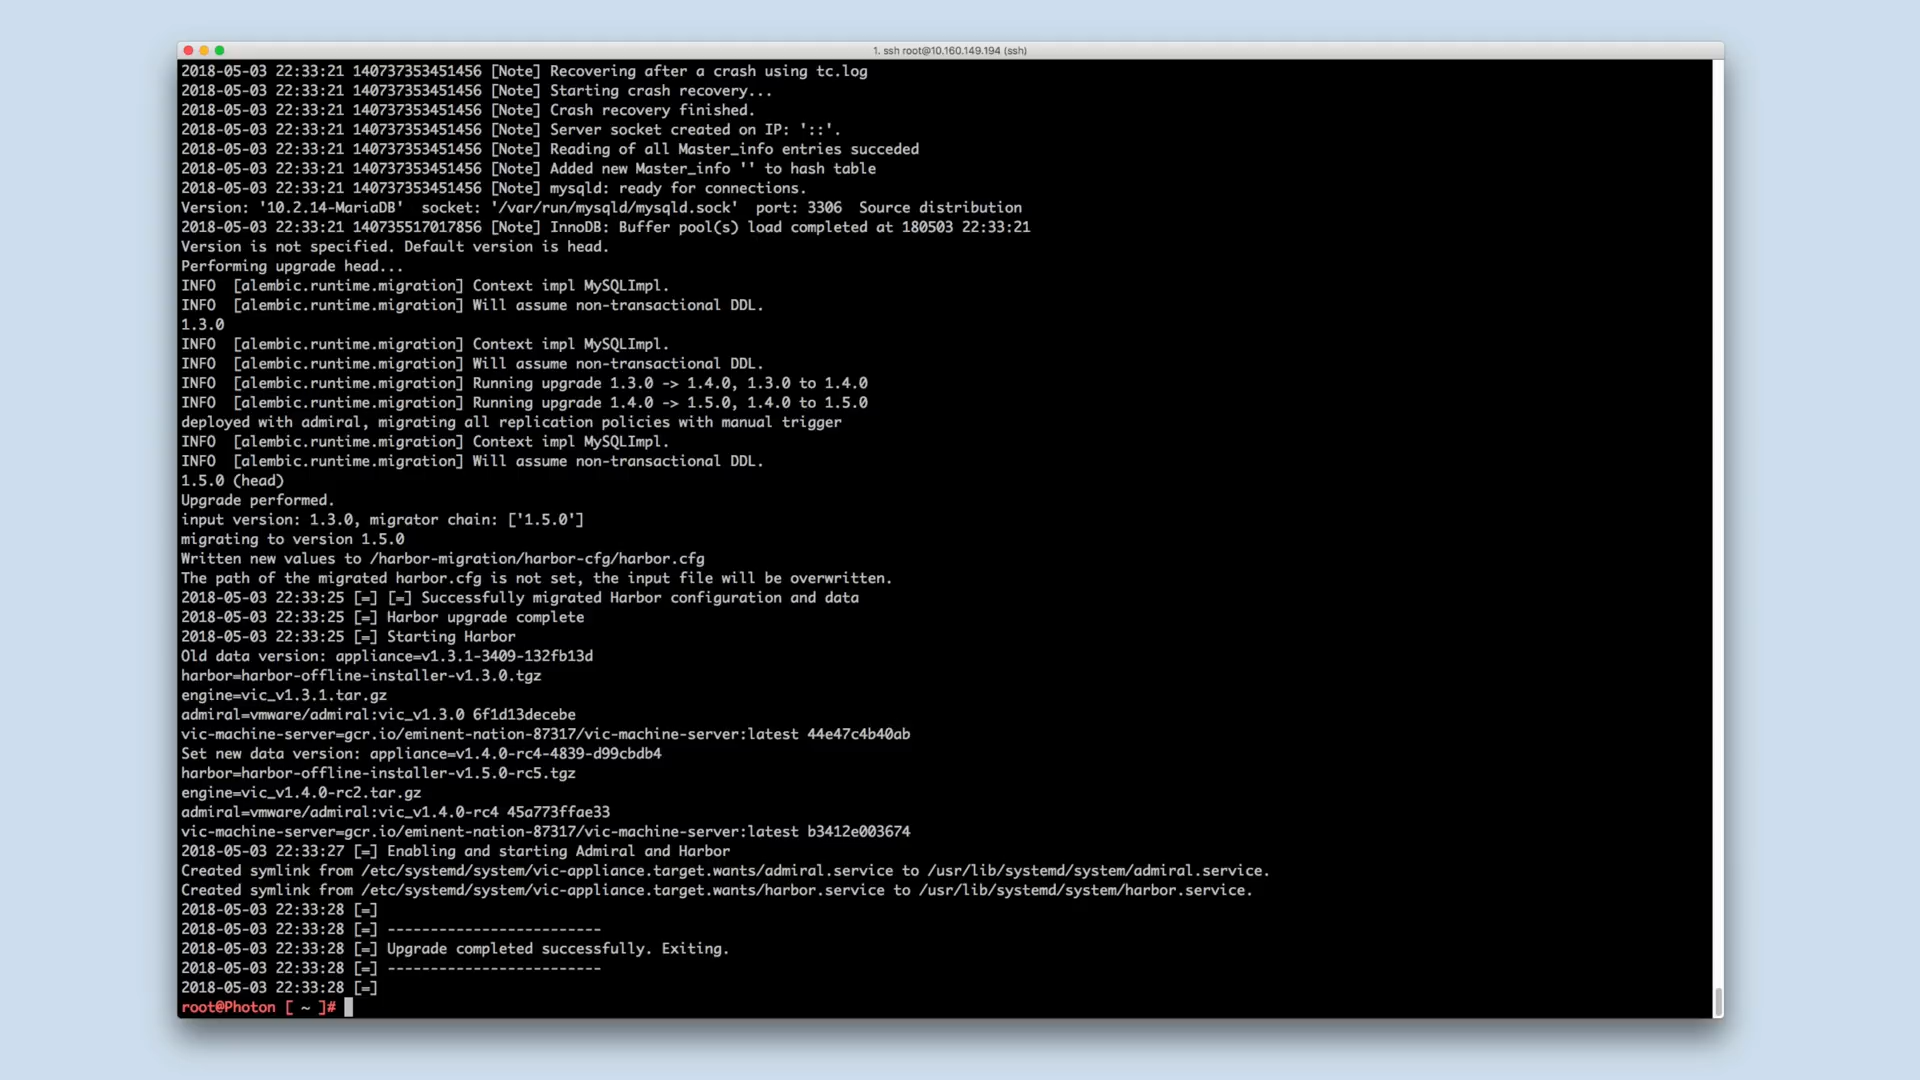 1. ssh root@10.160.149.194 (ssh)
2018-05-03 22:33:21 140737353451456 [Note] Recovering after a crash using tc.log
2018-05-03 22:33:21 140737353451456 [Note] Starting crash recovery...
2018-05-03 22:33:21 140737353451456 [Note] Crash recovery finished.
2018-05-03 22:33:21 140737353451456 [Note] Server socket created on IP: '::'.
2018-05-03 22:33:21 140737353451456 [Note] Reading of all Master_info entries succeded
2018-05-03 22:33:21 140737353451456 [Note] Added new Master_info '' to hash table
2018-05-03 22:33:21 140737353451456 [Note] mysqld: ready for connections.
Version: '10.2.14-MariaDB'  socket: '/var/run/mysqld/mysqld.sock'  port: 3306  Source distribution
2018-05-03 22:33:21 140735517017856 [Note] InnoDB: Buffer pool(s) load completed at 180503 22:33:21
Version is not specified. Default version is head.
Performing upgrade head...
INFO  [alembic.runtime.migration] Context impl MySQLImpl.
INFO  [alembic.runtime.migration] Will assume non-transactional DDL.
1.3.0
INFO  [alembic.runtime.migration] Context impl MySQLImpl.
INFO  [alembic.runtime.migration] Will assume non-transactional DDL.
INFO  [alembic.runtime.migration] Running upgrade 1.3.0 -> 1.4.0, 1.3.0 to 1.4.0
INFO  [alembic.runtime.migration] Running upgrade 1.4.0 -> 1.5.0, 1.4.0 to 1.5.0
deployed with admiral, migrating all replication policies with manual trigger
INFO  [alembic.runtime.migration] Context impl MySQLImpl.
INFO  [alembic.runtime.migration] Will assume non-transactional DDL.
1.5.0 (head)
Upgrade performed.
input version: 1.3.0, migrator chain: ['1.5.0']
migrating to version 1.5.0
Written new values to /harbor-migration/harbor-cfg/harbor.cfg
The path of the migrated harbor.cfg is not set, the input file will be overwritten.
2018-05-03 22:33:25 [=] [=] Successfully migrated Harbor configuration and data
2018-05-03 22:33:25 [=] Harbor upgrade complete
2018-05-03 22:33:25 [=] Starting Harbor
Old data version: appliance=v1.3.1-3409-132fb13d
harbor=harbor-offline-installer-v1.3.0.tgz
engine=vic_v1.3.1.tar.gz
admiral=vmware/admiral:vic_v1.3.0 6f1d13decebe
vic-machine-server=gcr.io/eminent-nation-87317/vic-machine-server:latest 44e47c4b40ab
Set new data version: appliance=v1.4.0-rc4-4839-d99cbdb4
harbor=harbor-offline-installer-v1.5.0-rc5.tgz
engine=vic_v1.4.0-rc2.tar.gz
admiral=vmware/admiral:vic_v1.4.0-rc4 45a773ffae33
vic-machine-server=gcr.io/eminent-nation-87317/vic-machine-server:latest b3412e003674
2018-05-03 22:33:27 [=] Enabling and starting Admiral and Harbor
Created symlink from /etc/systemd/system/vic-appliance.target.wants/admiral.service to /usr/lib/systemd/system/admiral.service.
Created symlink from /etc/systemd/system/vic-appliance.target.wants/harbor.service to /usr/lib/systemd/system/harbor.service.
2018-05-03 22:33:28 [=]
2018-05-03 22:33:28 [=] -------------------------
2018-05-03 22:33:28 [=] Upgrade completed successfully. Exiting.
2018-05-03 22:33:28 [=] -------------------------
2018-05-03 22:33:28 [=]
root@Photon [ ~ ]#